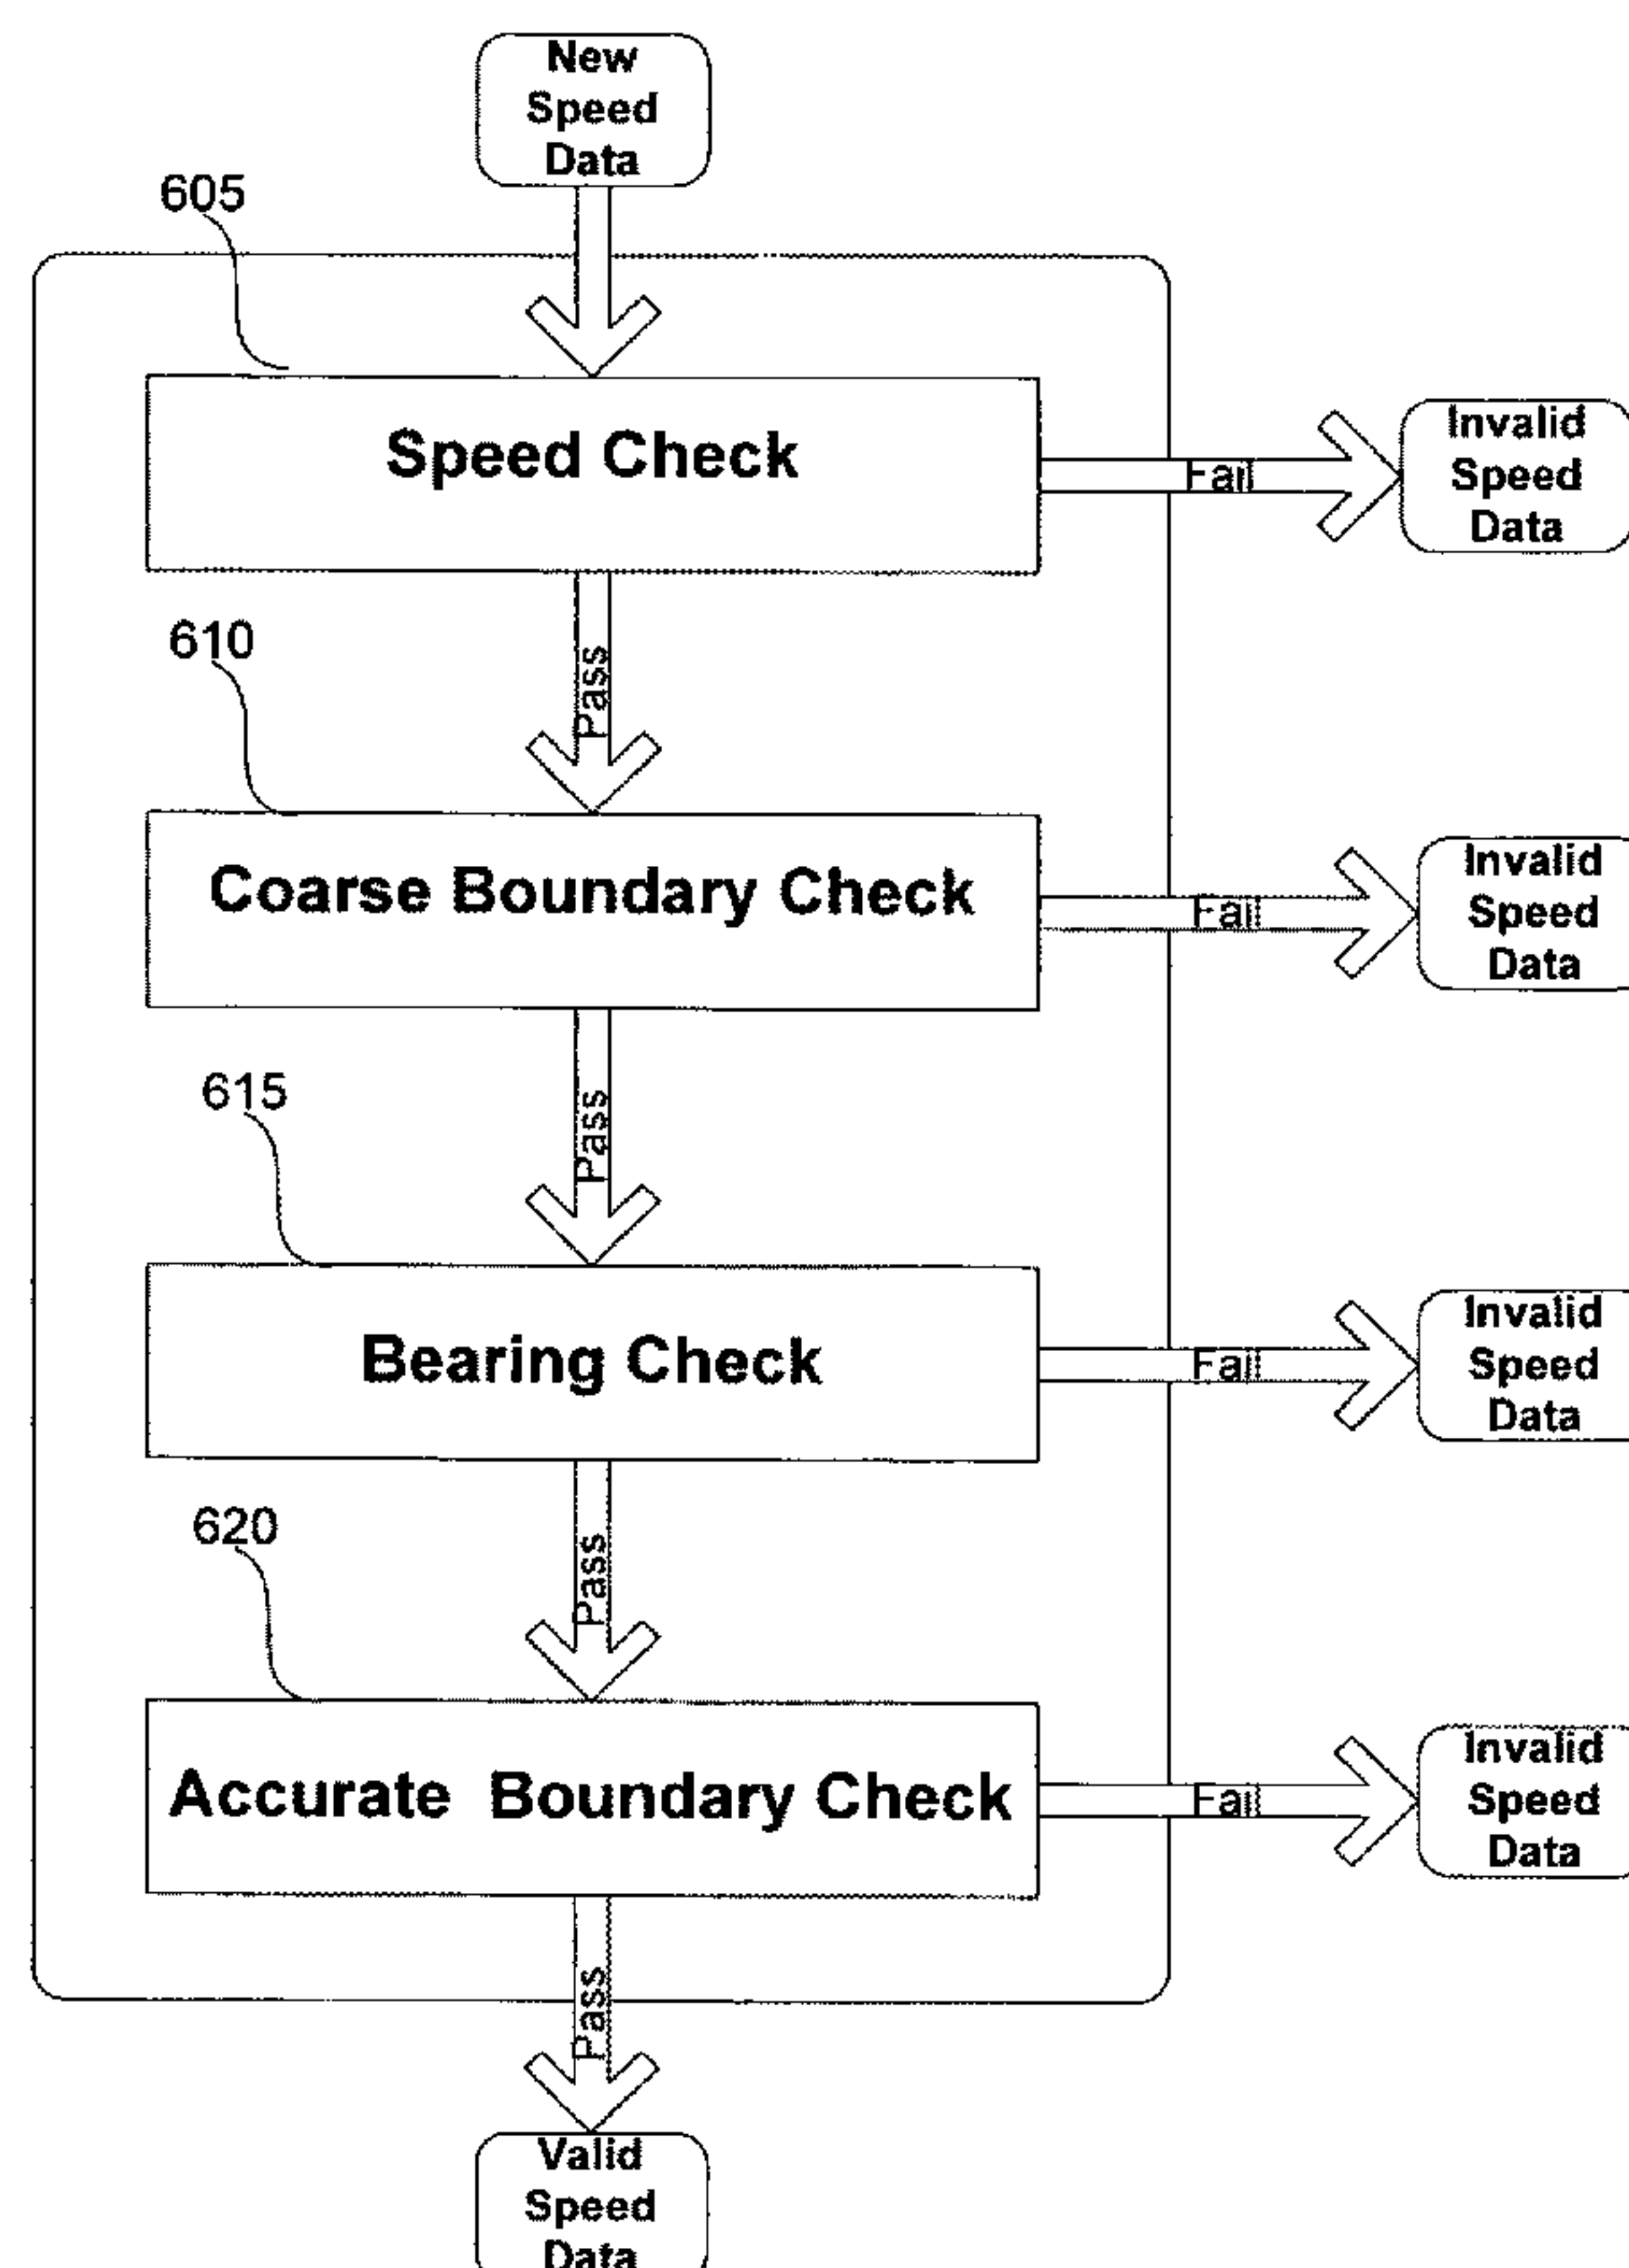 New
Speed
Data
605
Speed Check
Fail
Invalid
Speed
Data
Pass
610
Coarse Boundary Check
Fail
Invalid
Speed
Data
Pass
615
Bearing Check
Fail
Invalid
Speed
Data
Pass
620
Accurate Boundary Check
Fail
Invalid
Speed
Data
Pass
Valid
Speed
Data